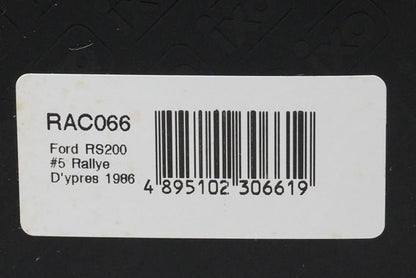 RAC066
Ford RS200
#5 Rallye
D'ypres 1986
4 895102 306619